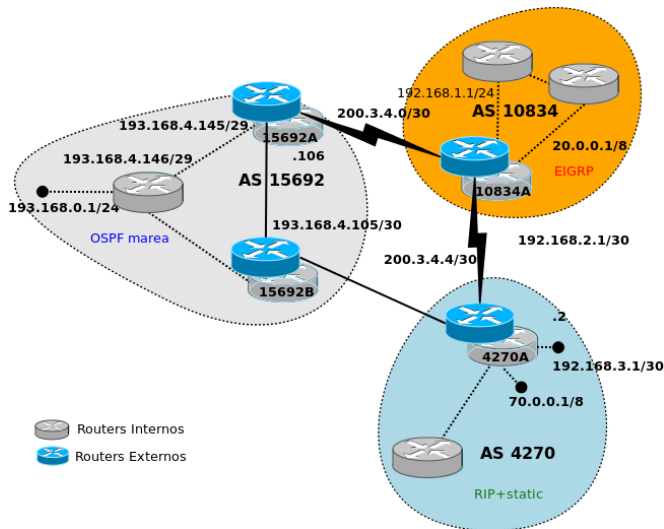 192.168.1.1/24
AS 10834
200.3.4.0/30
193.168.4.145/29
15692A
.106
20.0.0.1/8
193.168.4.146/29
EIGRP
AS 15692
10834A
193.168.0.1/24
193.168.4.105/30
OSPF marea
192.168.2.1/30
200.3.4.4/30
15692B
.2
4270A
192.168.3.1/30
70.0.0.1/8
Routers Internos
Routers Externos
AS 4270
RIP+static